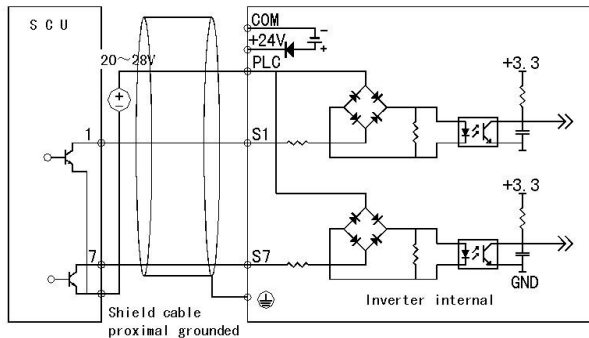 SCU
COM
+24V
20～28V
PLC
+3.3
1
S1
+3.3
7
S7
GND
Shield cable
proximal grounded
Inverter internal